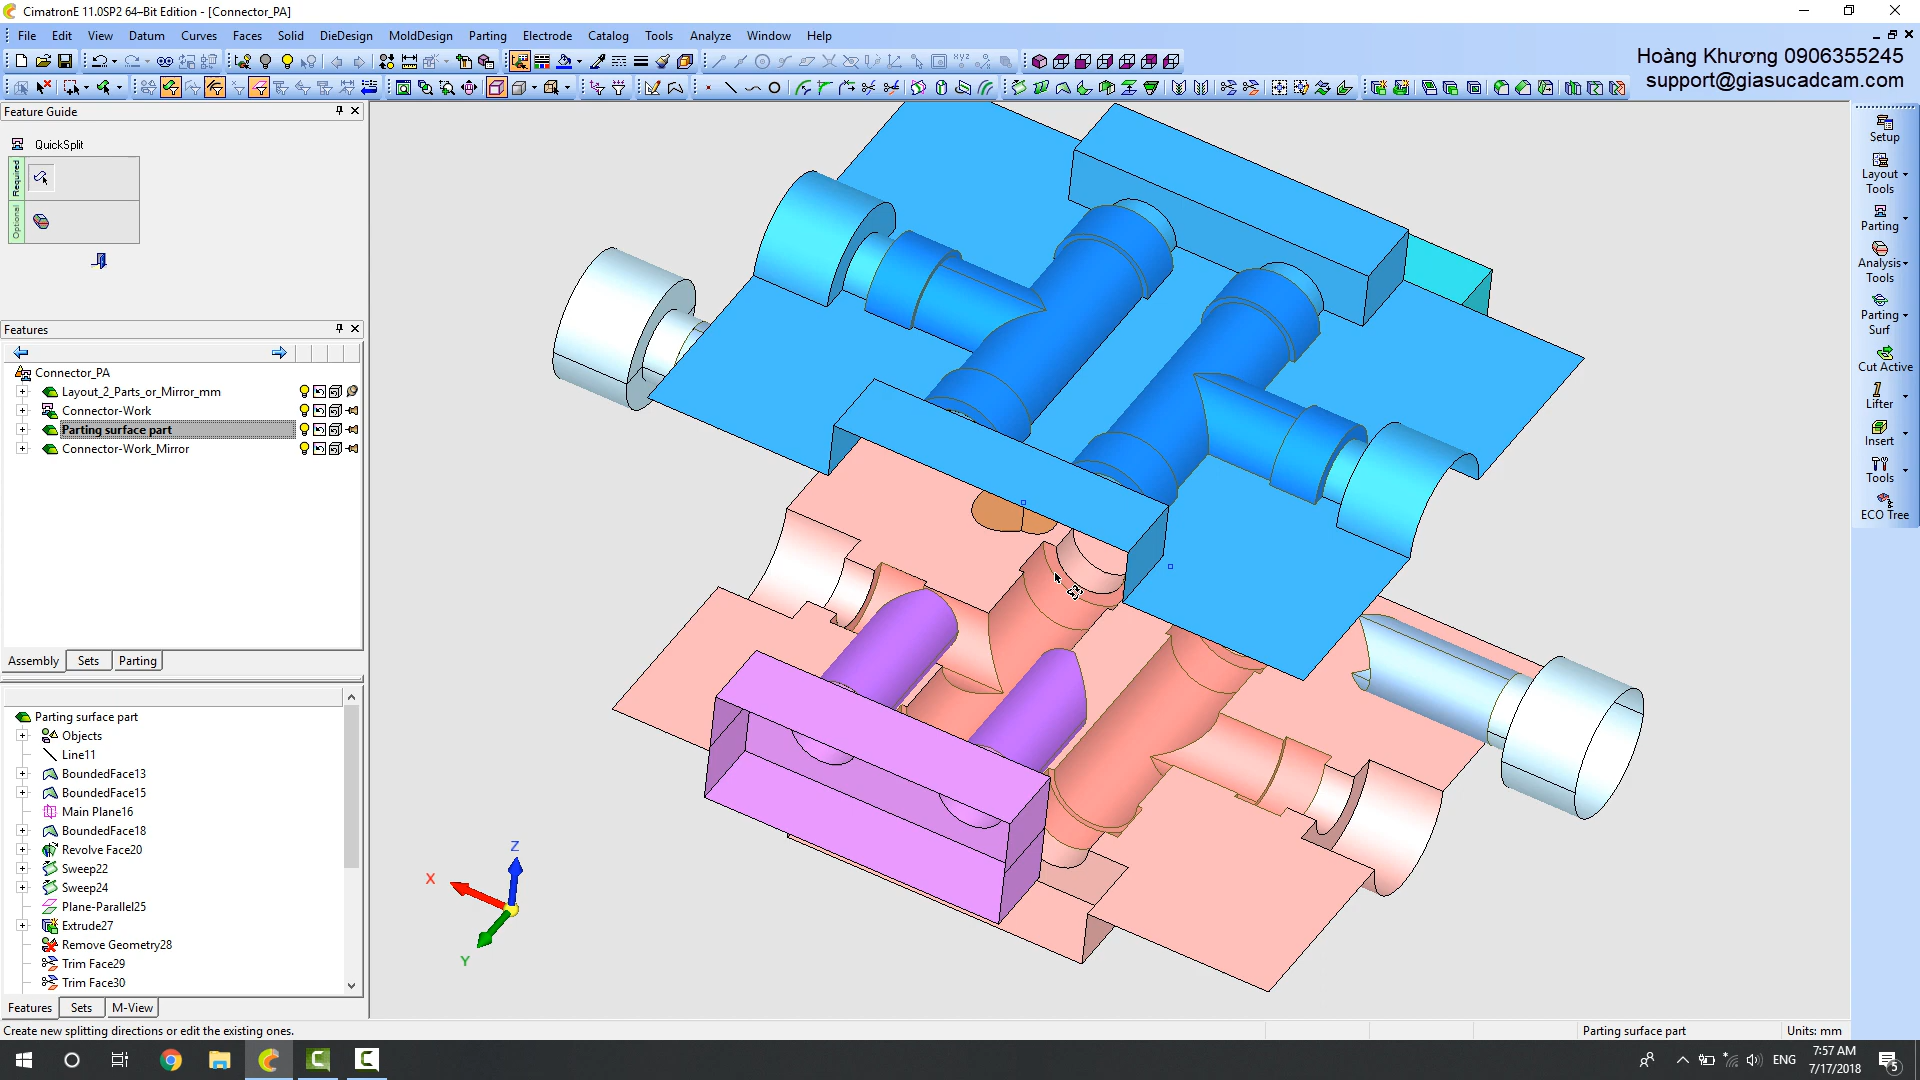 CimatronE 11.0SP2 64–Bit Edition - [Connector_PA]
File Edit View Datum Curves Faces Solid DieDesign MoldDesign Parting Electrode Catalog Tools Analyze Window Help
Hoàng Khương 0906355245
support@giasucadcam.com
Feature Guide
QuickSplit
Required
Optional
Features
Connector_PA
Layout_2_Parts_or_Mirror_mm
Connector-Work
Parting surface part
Connector-Work_Mirror
Assembly Sets Parting
Parting surface part
Objects
Line11
BoundedFace13
BoundedFace15
Main Plane16
BoundedFace18
Revolve Face20
Sweep22
Sweep24
Plane-Parallel25
Extrude27
Remove Geometry28
Trim Face29
Trim Face30
Features Sets M-View
Z
X
Y
Setup
Layout
Tools
Parting
Analysis
Tools
Parting
Surf
Cut Active
Lifter
Insert
Tools
ECO Tree
Create new splitting directions or edit the existing ones.
Parting surface part
Units: mm
ENG
7:57 AM
7/17/2018
5